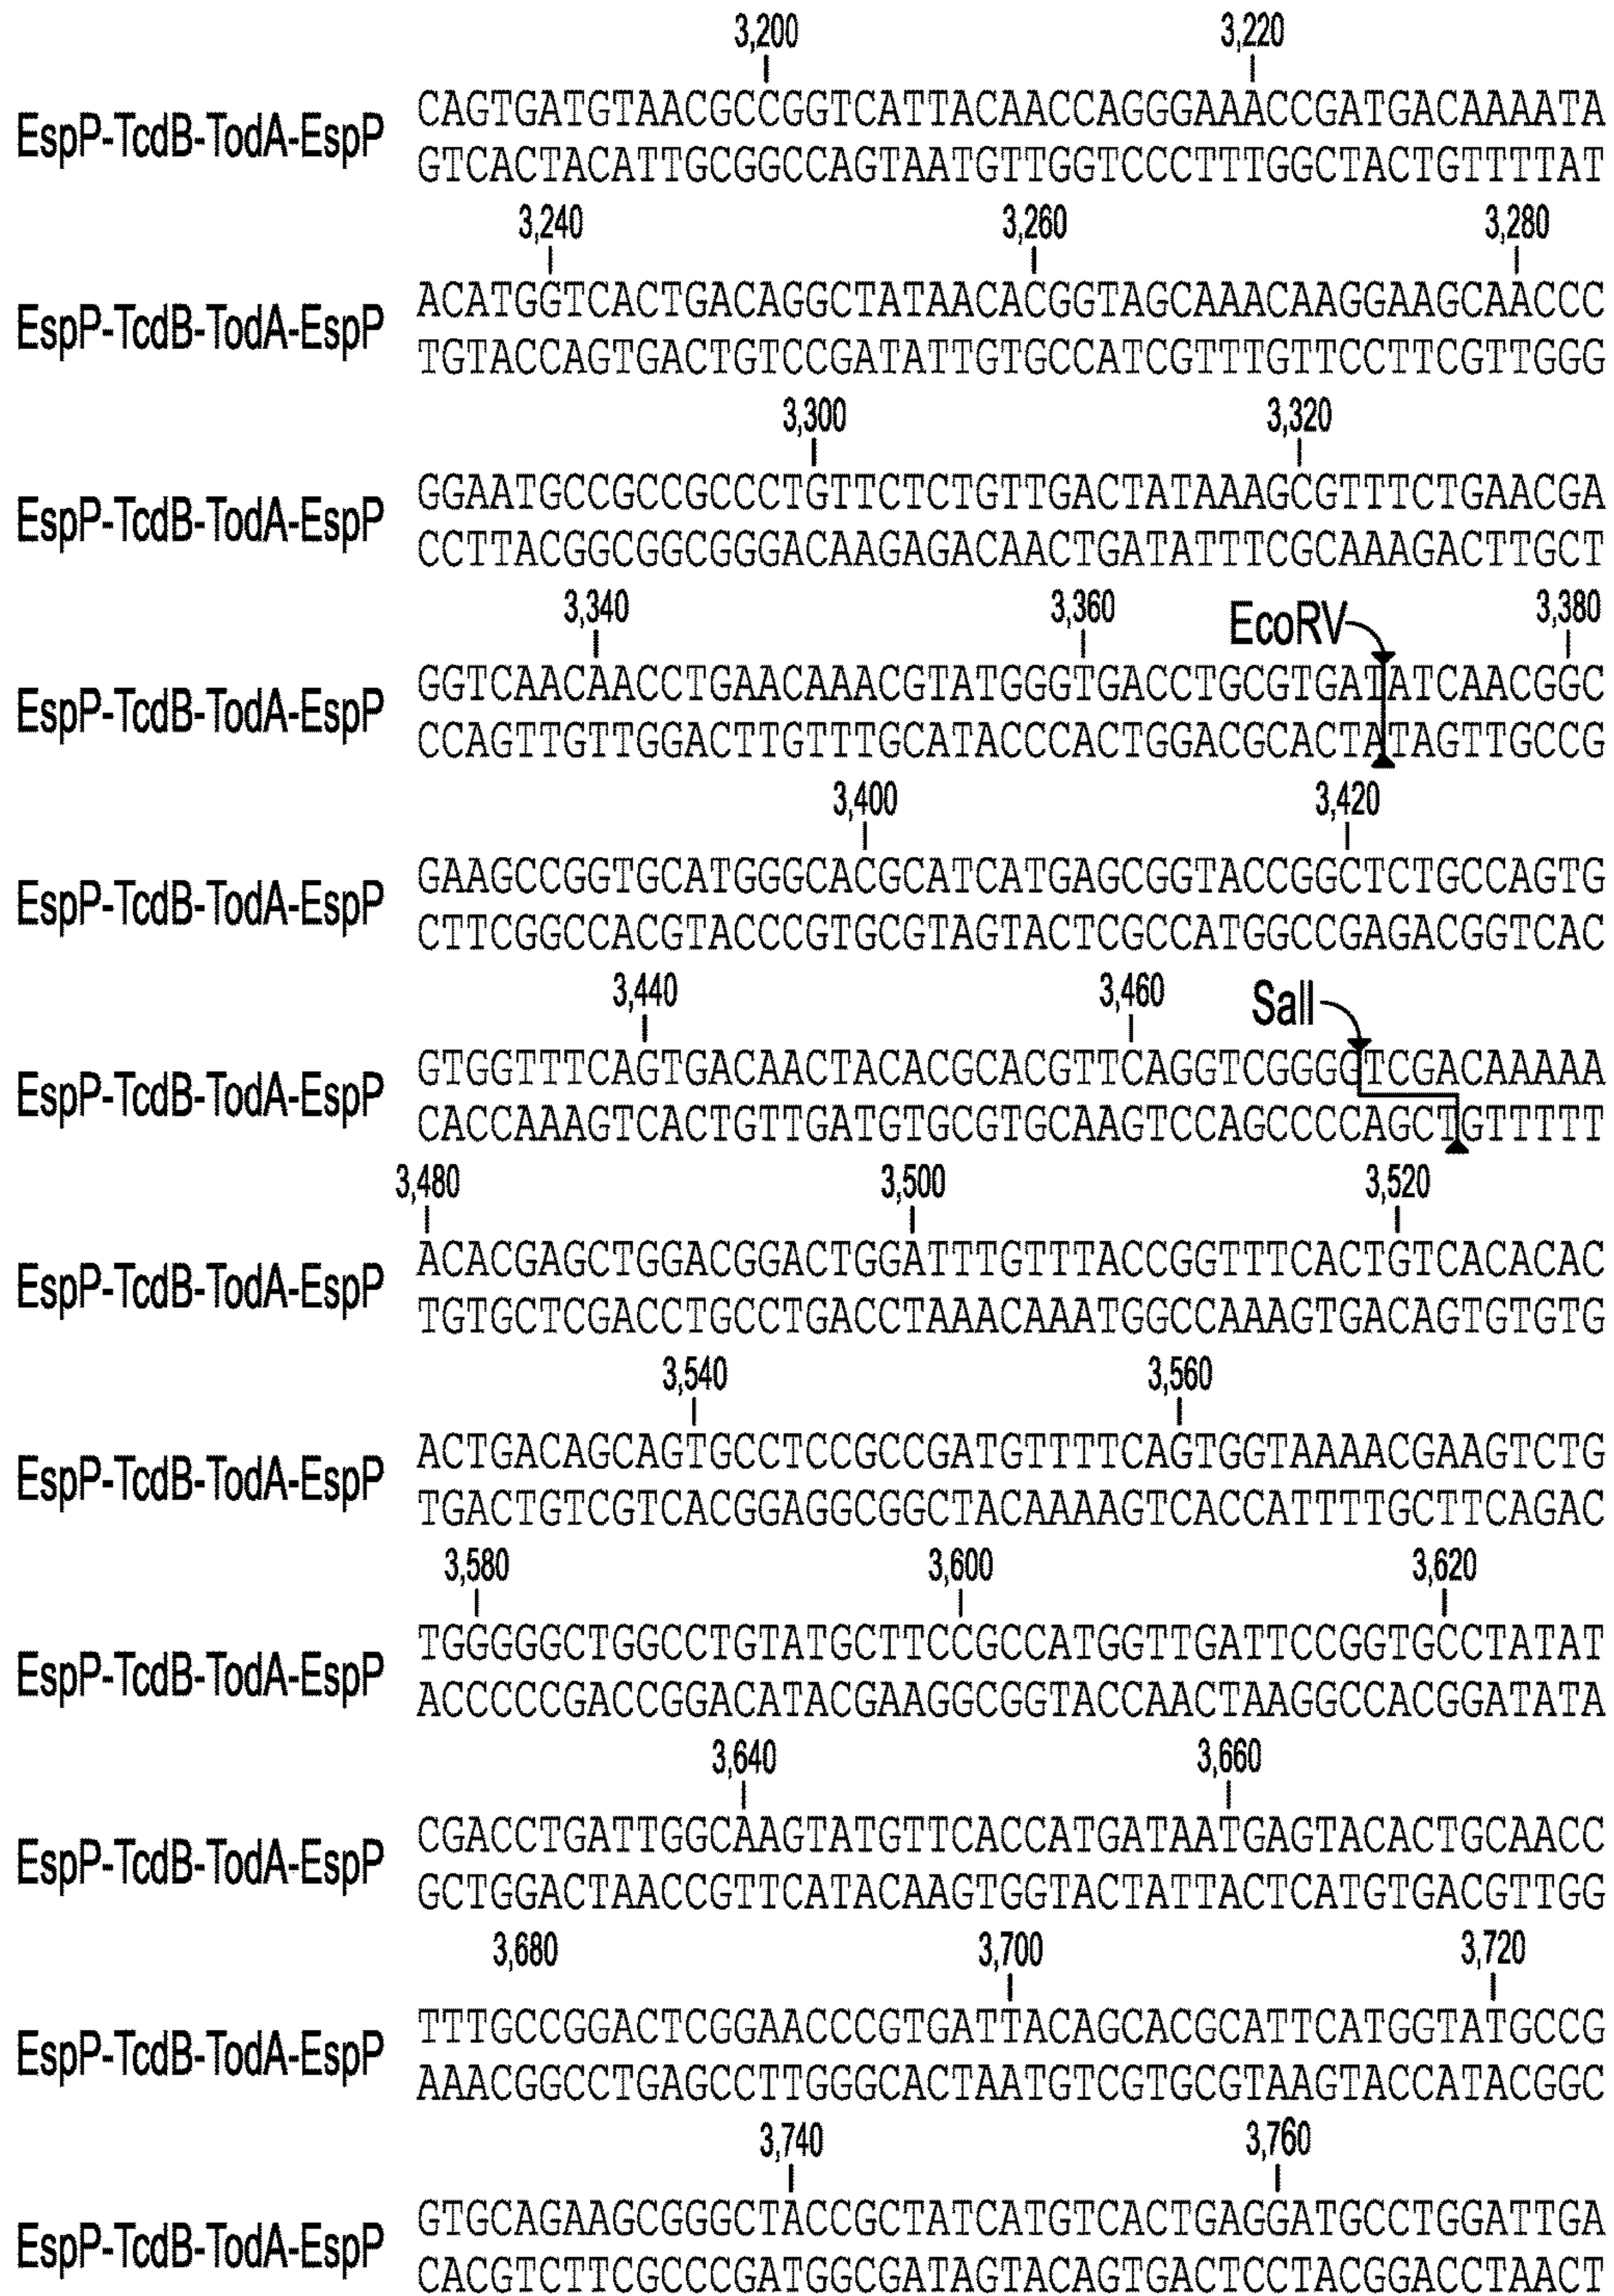 3,200 3,220
CAGTGATGTAACGCCGGTCATTACAACCAGGGAAACCGATGACAAAATA
EspP-TcdB-TodA-EspP
GTCACTACATTGCGGCCAGTAATGTTGGTCCCTTTGGCTACTGTTTTAT
3,240 3,260 3,280
ACATGGTCACTGACAGGCTATAACACGGTAGCAAACAAGGAAGCAACCC
EspP-TcdB-TodA-EspP
TGTACCAGTGACTGTCCGATATTGTGCCATCGTTTGTTCCTTCGTTGGG
3,300 3,320
GGAATGCCGCCGCCCTGTTCTCTGTTGACTATAAAGCGTTTCTGAACGA
EspP-TcdB-TodA-EspP
CCTTACGGCGGCGGGACAAGAGACAACTGATATTTCGCAAAGACTTGCT
3,340 3,360 EcoRV 3,380
GGTCAACAACCTGAACAAACGTATGGGTGACCTGCGTGATATCAACGGC
EspP-TcdB-TodA-EspP
CCAGTTGTTGGACTTGTTTGCATACCCACTGGACGCACTATAGTTGCCG
3,400 3,420
GAAGCCGGTGCATGGGCACGCATCATGAGCGGTACCGGCTCTGCCAGTG
EspP-TcdB-TodA-EspP
CTTCGGCCACGTACCCGTGCGTAGTACTCGCCATGGCCGAGACGGTCAC
3,440 3,460 SalI
GTGGTTTCAGTGACAACTACACGCACGTTCAGGTCGGGGTCGACAAAAA
EspP-TcdB-TodA-EspP
CACCAAAGTCACTGTTGATGTGCGTGCAAGTCCAGCCCCAGCTGTTTTT
3,480 3,500 3,520
ACACGAGCTGGACGGACTGGATTTGTTTACCGGTTTCACTGTCACACAC
EspP-TcdB-TodA-EspP
TGTGCTCGACCTGCCTGACCTAAACAAATGGCCAAAGTGACAGTGTGTG
3,540 3,560
ACTGACAGCAGTGCCTCCGCCGATGTTTTCAGTGGTAAAACGAAGTCTG
EspP-TcdB-TodA-EspP
TGACTGTCGTCACGGAGGCGGCTACAAAAGTCACCATTTTGCTTCAGAC
3,580 3,600 3,620
TGGGGGCTGGCCTGTATGCTTCCGCCATGGTTGATTCCGGTGCCTATAT
EspP-TcdB-TodA-EspP
ACCCCCGACCGGACATACGAAGGCGGTACCAACTAAGGCCACGGATATA
3,640 3,660
CGACCTGATTGGCAAGTATGTTCACCATGATAATGAGTACACTGCAACC
EspP-TcdB-TodA-EspP
GCTGGACTAACCGTTCATACAAGTGGTACTATTACTCATGTGACGTTGG
3,680 3,700 3,720
TTTGCCGGACTCGGAACCCGTGATTACAGCACGCATTCATGGTATGCCG
EspP-TcdB-TodA-EspP
AAACGGCCTGAGCCTTGGGCACTAATGTCGTGCGTAAGTACCATACGGC
3,740 3,760
GTGCAGAAGCGGGCTACCGCTATCATGTCACTGAGGATGCCTGGATTGA
EspP-TcdB-TodA-EspP
CACGTCTTCGCCCGATGGCGATAGTACAGTGACTCCTACGGACCTAACT